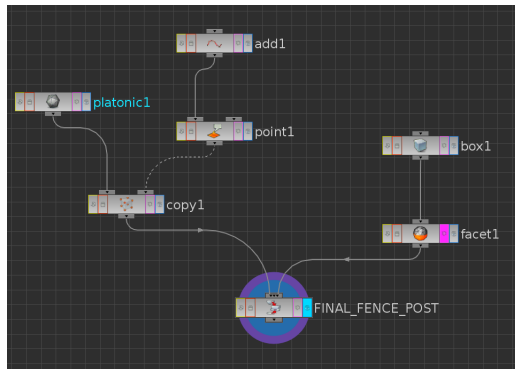 add1
platonic1
point1
box1
copy1
facet1
FINAL_FENCE_POST